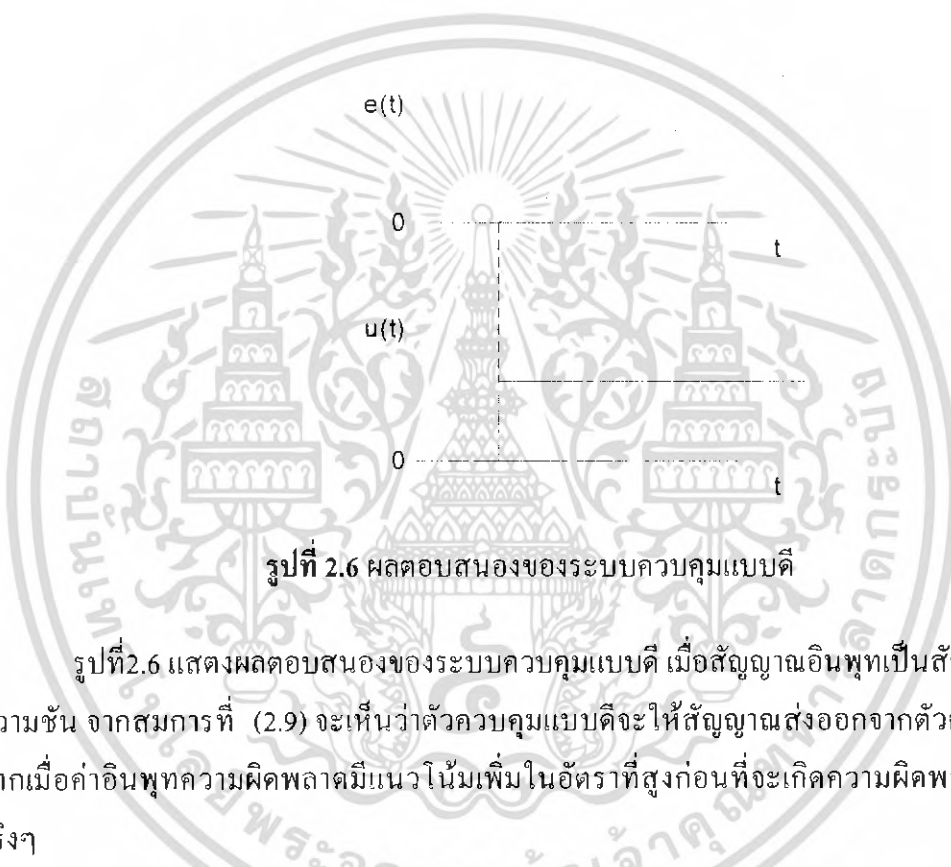 e(t)
0
t
u(t)
0
t
รูปที่ 2.6 ผลตอบสนองของระบบควบคุมแบบดี
รูปที่2.6 แสดงผลตอบสนองของระบบควบคุมแบบดี เมื่อสัญญาณอินพุทเป็นสั
วามชัน จากสมการที่ (2.9) จะเห็นว่าตัวควบคุมแบบดีจะให้สัญญาณส่งออกจากตัว
ากเมื่อค่าอินพุทความผิดพลาดมีแนวโน้มเพิ่มในอัตราที่สูงก่อนที่จะเกิดความผิดพ
ริงๆ